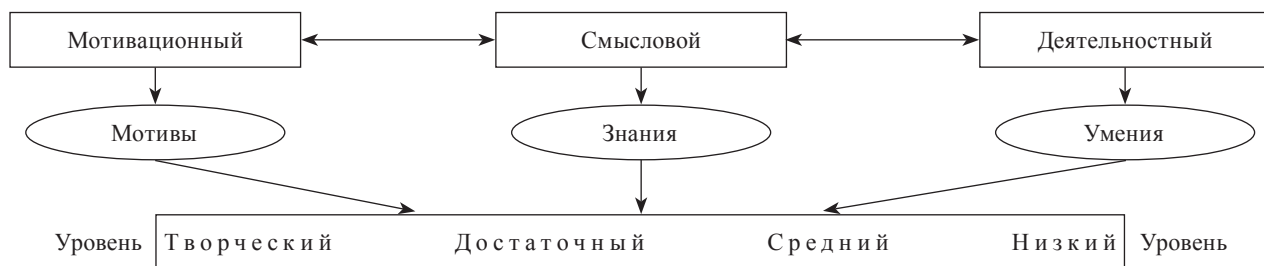 Мотивационный Смысловой Деятельностный
Мотивы Знания Умения
Уровень Творческий Достаточный Средний Низкий Уровень